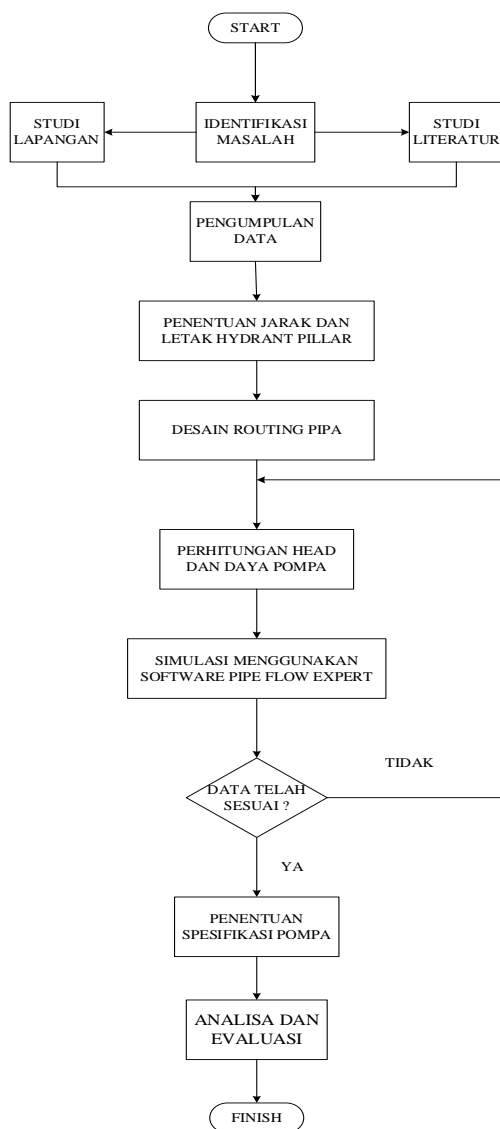 START
STUDI
LAPANGAN
IDENTIFIKASI
MASALAH
STUDI
LITERATUR
PENGUMPULAN
DATA
PENENTUAN JARAK DAN
LETAK HYDRANT PILLAR
DESAIN ROUTING PIPA
PERHITUNGAN HEAD
DAN DAYA POMPA
SIMULASI MENGGUNAKAN
SOFTWARE PIPE FLOW EXPERT
DATA TELAH
SESUAI ?
TIDAK
YA
PENENTUAN
SPESIFIKASI POMPA
ANALISA DAN
EVALUASI
FINISH